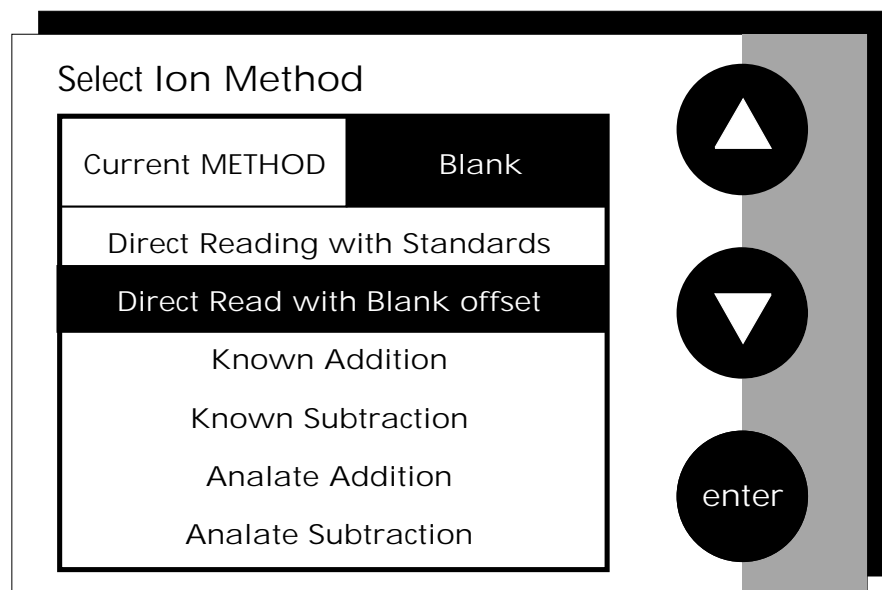 Select Ion Method
Current METHOD Blank
Direct Reading with Standards
Direct Read with Blank offset
Known Addition
Known Subtraction
Analate Addition
Analate Subtraction
enter